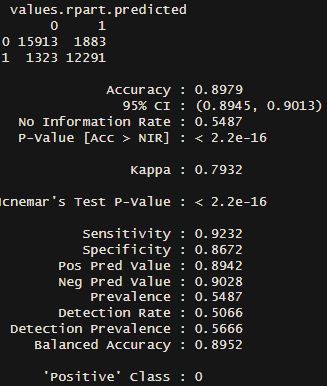 values.rpart.predicted
0 1
0 15913 1883
1 1323 12291
Accuracy : 0.8979
95% CI : (0.8945, 0.9013)
No Information Rate : 0.5487
P-Value [Acc > NIR] : < 2.2e-16
Kappa : 0.7932
cnemar's Test P-Value : < 2.2e-16
Sensitivity : 0.9232
Specificity : 0.8672
Pos Pred Value : 0.8942
Neg Pred Value : 0.9028
Prevalence : 0.5487
Detection Rate : 0.5066
Detection Prevalence : 0.5666
Balanced Accuracy : 0.8952
'Positive' Class : 0